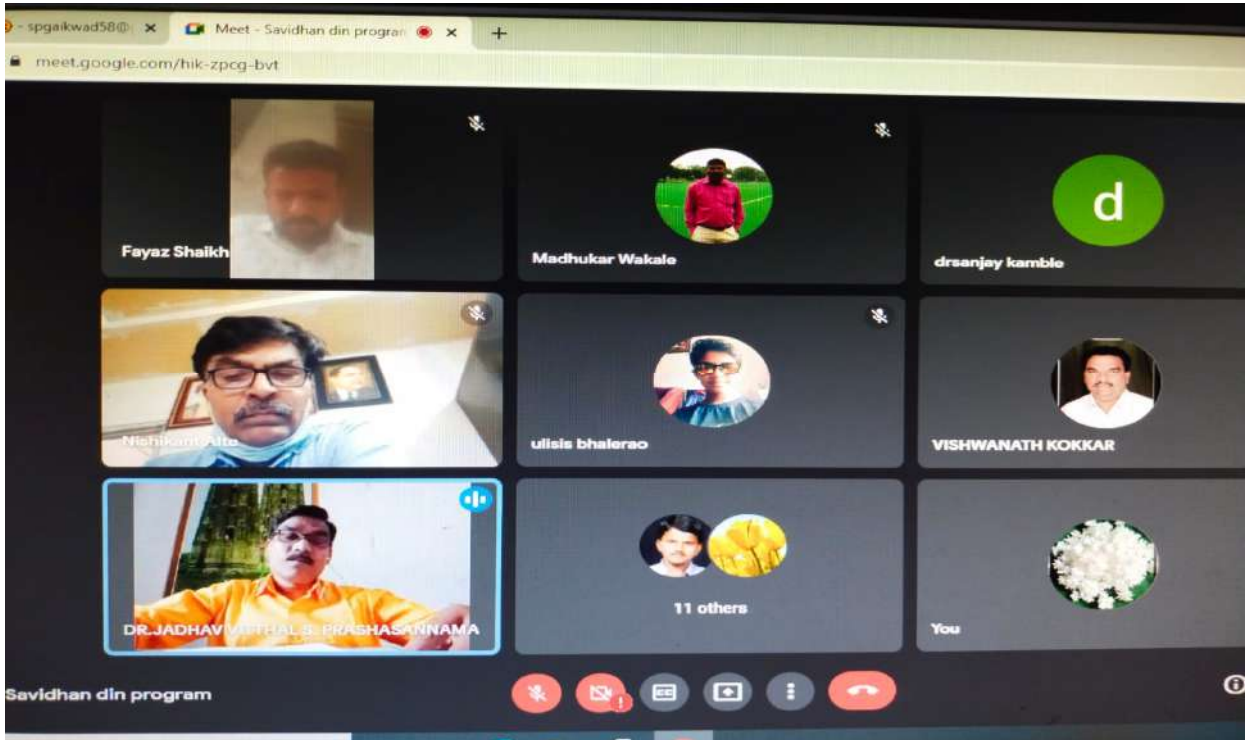 - spgaikwad58@
Meet - Savidhan din program
meet.google.com/hik-zpcg-bvt
Fayaz Shaikh
Madhukar Wakale
d
drsanjay kamble
Nishikant Alte
ulisis bhalerao
VISHWANATH KOKKAR
DR.JADHAV VITTHAL S. PRASHASANNAMA
11 others
You
Savidhan din program
CC